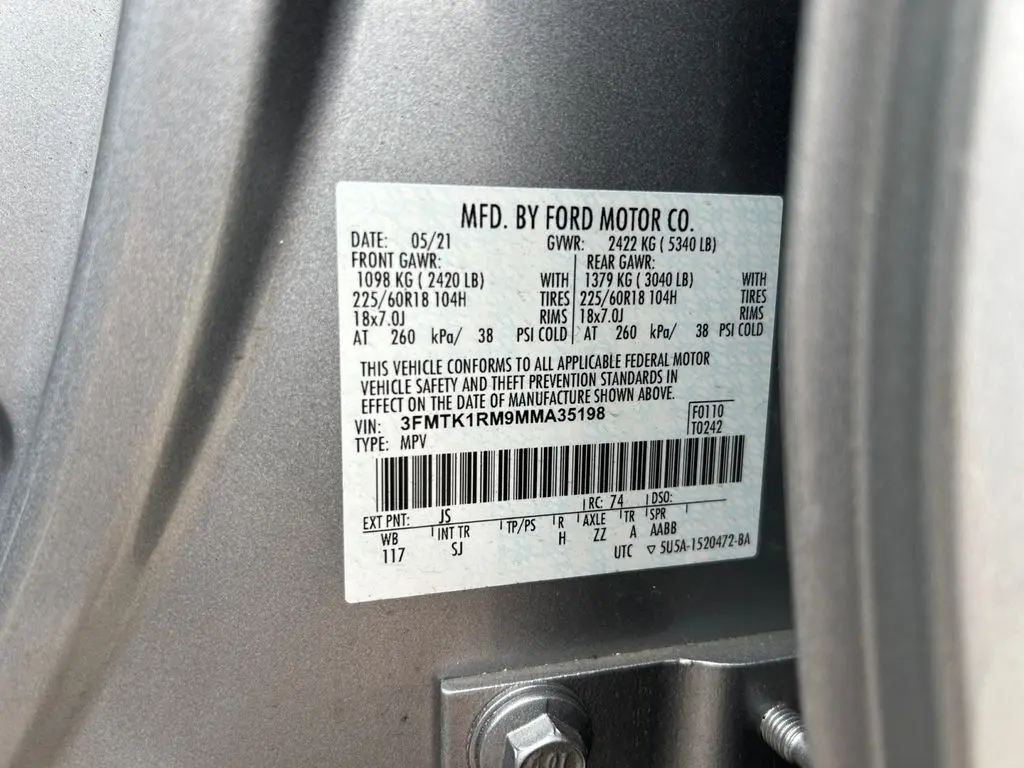 MFD. BY FORD MOTOR CO.
DATE: 05/21 GVWR: 2422 KG ( 5340 LB)
FRONT GAWR: REAR GAWR:
1098 KG ( 2420 LB) WITH 1379 KG ( 3040 LB) WITH
225/60R18 104H TIRES 225/60R18 104H TIRES
18x7.0J RIMS 18x7.0J RIMS
AT 260 kPa/ 38 PSI COLD AT 260 kPa/ 38 PSI COLD
THIS VEHICLE CONFORMS TO ALL APPLICABLE FEDERAL MOTOR
VEHICLE SAFETY AND THEFT PREVENTION STANDARDS IN
EFFECT ON THE DATE OF MANUFACTURE SHOWN ABOVE.
VIN: 3FMTK1RM9MMA35198 F0110
TYPE: MPV T0242
EXT PNT: JS RC: 74 DSO:
WB INT TR TP/PS R AXLE TR SPR
117 SJ H ZZ A AABB
UTC ▽ 5U5A-1520472-BA